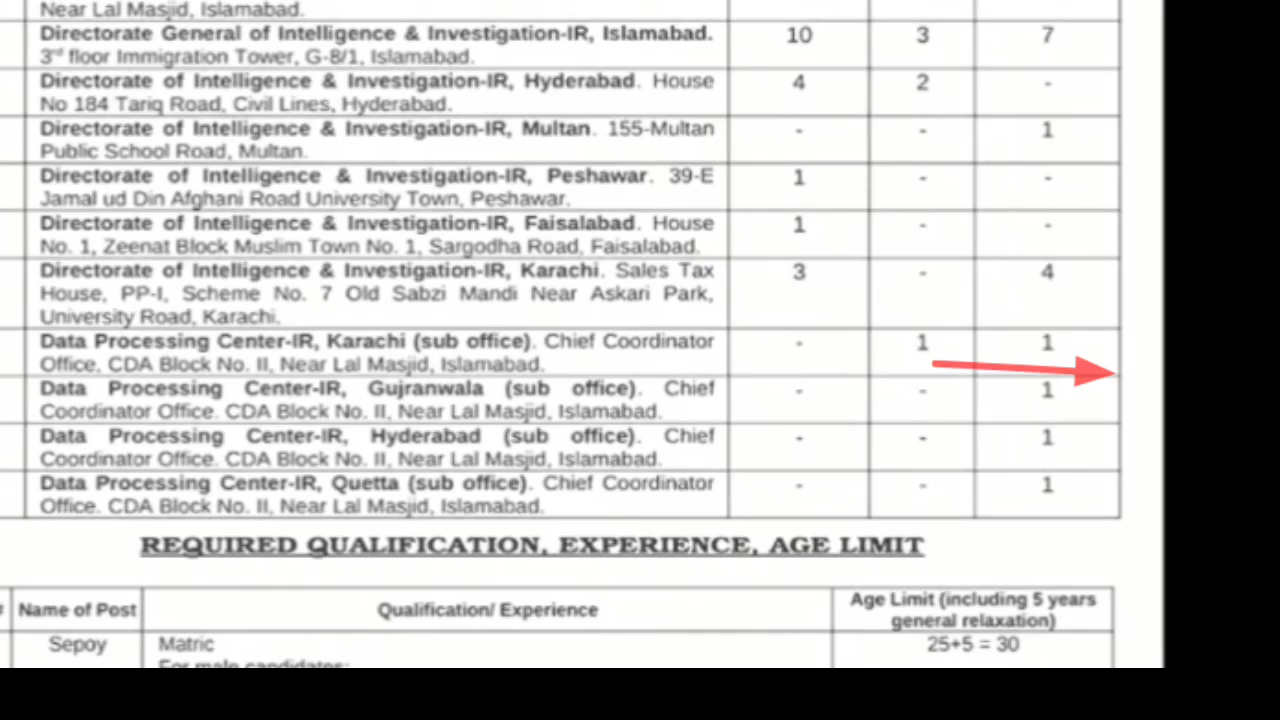 Near Lal Masjid, Islamabad.
Directorate General of Intelligence & Investigation-IR, Islamabad. 10 3 7
3rd floor Immigration Tower, G-8/1, Islamabad.
Directorate of Intelligence & Investigation-IR, Hyderabad. House 4 2 -
No 184 Tariq Road, Civil Lines, Hyderabad.
Directorate of Intelligence & Investigation-IR, Multan. 155-Multan - - 1
Public School Road, Multan.
Directorate of Intelligence & Investigation-IR, Peshawar. 39-E 1 - -
Jamal ud Din Afghani Road University Town, Peshawar.
Directorate of Intelligence & Investigation-IR, Faisalabad. House 1 - -
No. 1, Zeenat Block Muslim Town No. 1, Sargodha Road, Faisalabad.
Directorate of Intelligence & Investigation-IR, Karachi. Sales Tax 3 - 4
House, PP-I, Scheme No. 7 Old Sabzi Mandi Near Askari Park,
University Road, Karachi.
Data Processing Center-IR, Karachi (sub office). Chief Coordinator - 1 1
Office, CDA Block No. II, Near Lal Masjid, Islamabad.
Data Processing Center-IR, Gujranwala (sub office). Chief - - 1
Coordinator Office. CDA Block No. II, Near Lal Masjid, Islamabad.
Data Processing Center-IR, Hyderabad (sub office). Chief - - 1
Coordinator Office. CDA Block No. II, Near Lal Masjid, Islamabad.
Data Processing Center-IR, Quetta (sub office). Chief Coordinator - - 1
Office. CDA Block No. II, Near Lal Masjid, Islamabad.
REQUIRED QUALIFICATION, EXPERIENCE, AGE LIMIT
Name of Post Qualification/ Experience Age Limit (including 5 years
general relaxation)
Sepoy Matric 25+5 = 30
For male candidates: